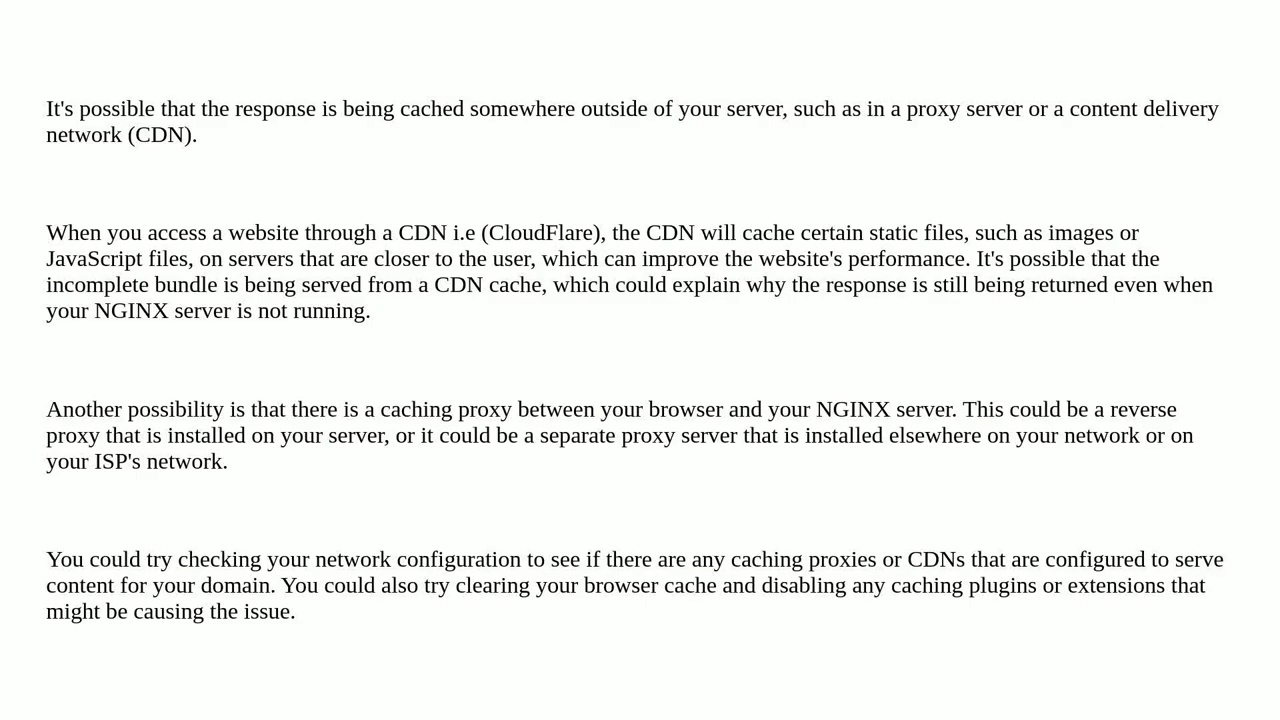 It's possible that the response is being cached somewhere outside of your server, such as in a proxy server or a content delivery
network (CDN).
When you access a website through a CDN i.e (CloudFlare), the CDN will cache certain static files, such as images or
JavaScript files, on servers that are closer to the user, which can improve the website's performance. It's possible that the
incomplete bundle is being served from a CDN cache, which could explain why the response is still being returned even when
your NGINX server is not running.
Another possibility is that there is a caching proxy between your browser and your NGINX server. This could be a reverse
proxy that is installed on your server, or it could be a separate proxy server that is installed elsewhere on your network or on
your ISP's network.
You could try checking your network configuration to see if there are any caching proxies or CDNs that are configured to serve
content for your domain. You could also try clearing your browser cache and disabling any caching plugins or extensions that
might be causing the issue.